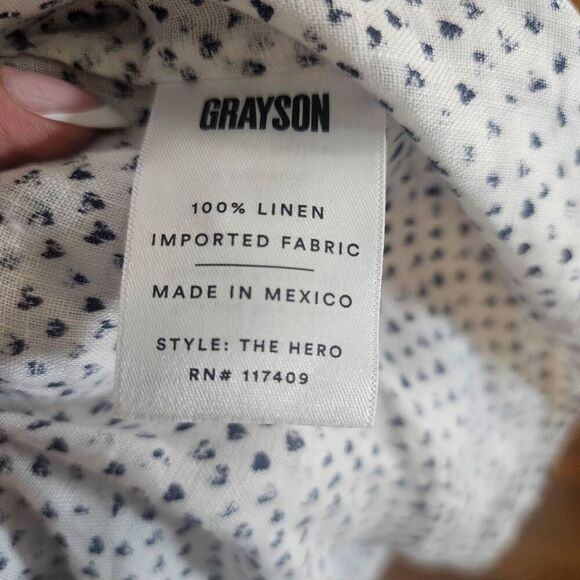 GRAYSON
100% LINEN
IMPORTED FABRIC
MADE IN MEXICO
STYLE: THE HERO
RN# 117409